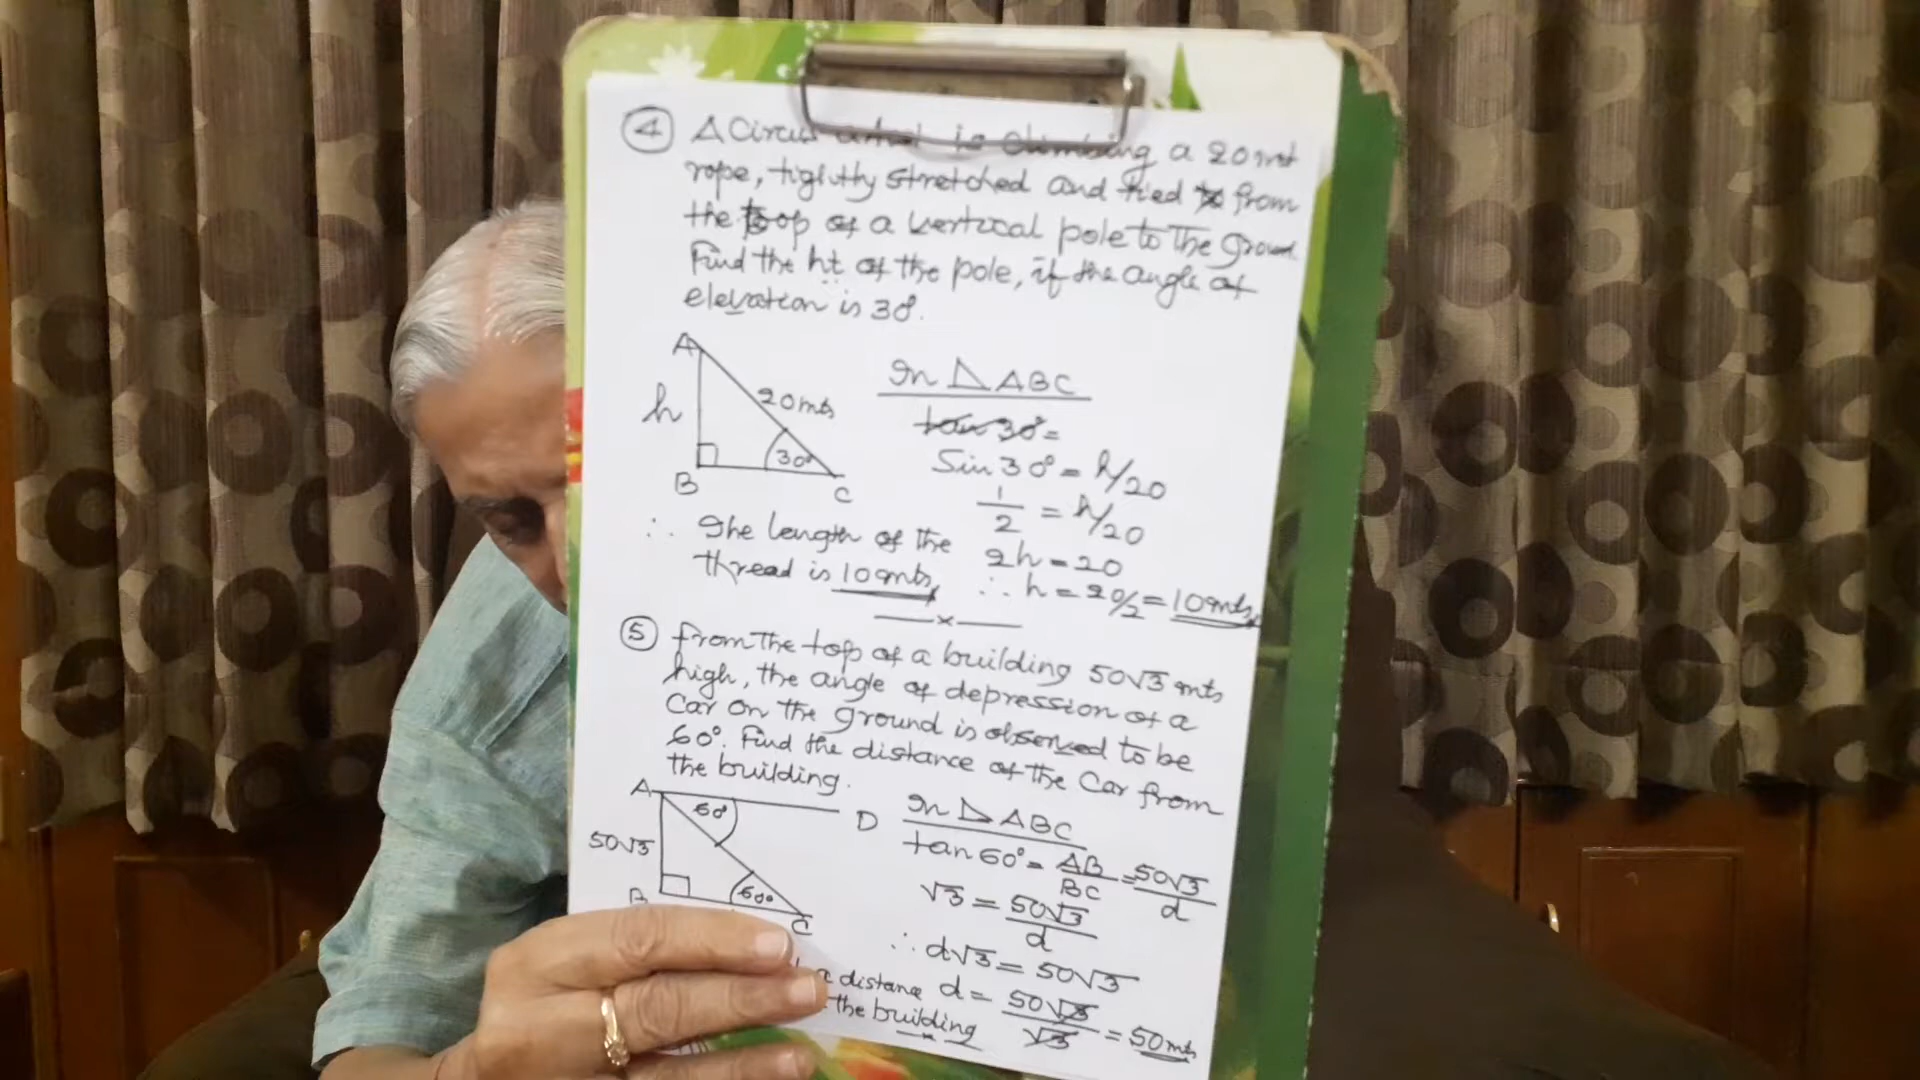 4 A Circus artist is climbing a 20 mt
rope, tightly stretched and tied from
the top of a vertical pole to the ground.
Find the ht of the pole, if the angle of
elevation is 30°.
A
h
20 mts
30°
B
C
In △ ABC
tan 30° =
Sin 30° = h/20
1/2 = h/20
2h = 20
∴ h = 20/2 = 10 mts
∴ The length of the
thread is 10 mts
x
5 From the top of a building 50√3 mts
high, the angle of depression of a
Car on the ground is observed to be
60°. Find the distance of the Car from
the building.
A
60°
D
50√3
B
60°
C
In △ ABC
tan 60° = AB/BC = 50√3/d
√3 = 50√3/d
∴ d√3 = 50√3
d = 50√3/√3 = 50 mts
distance
the building
x